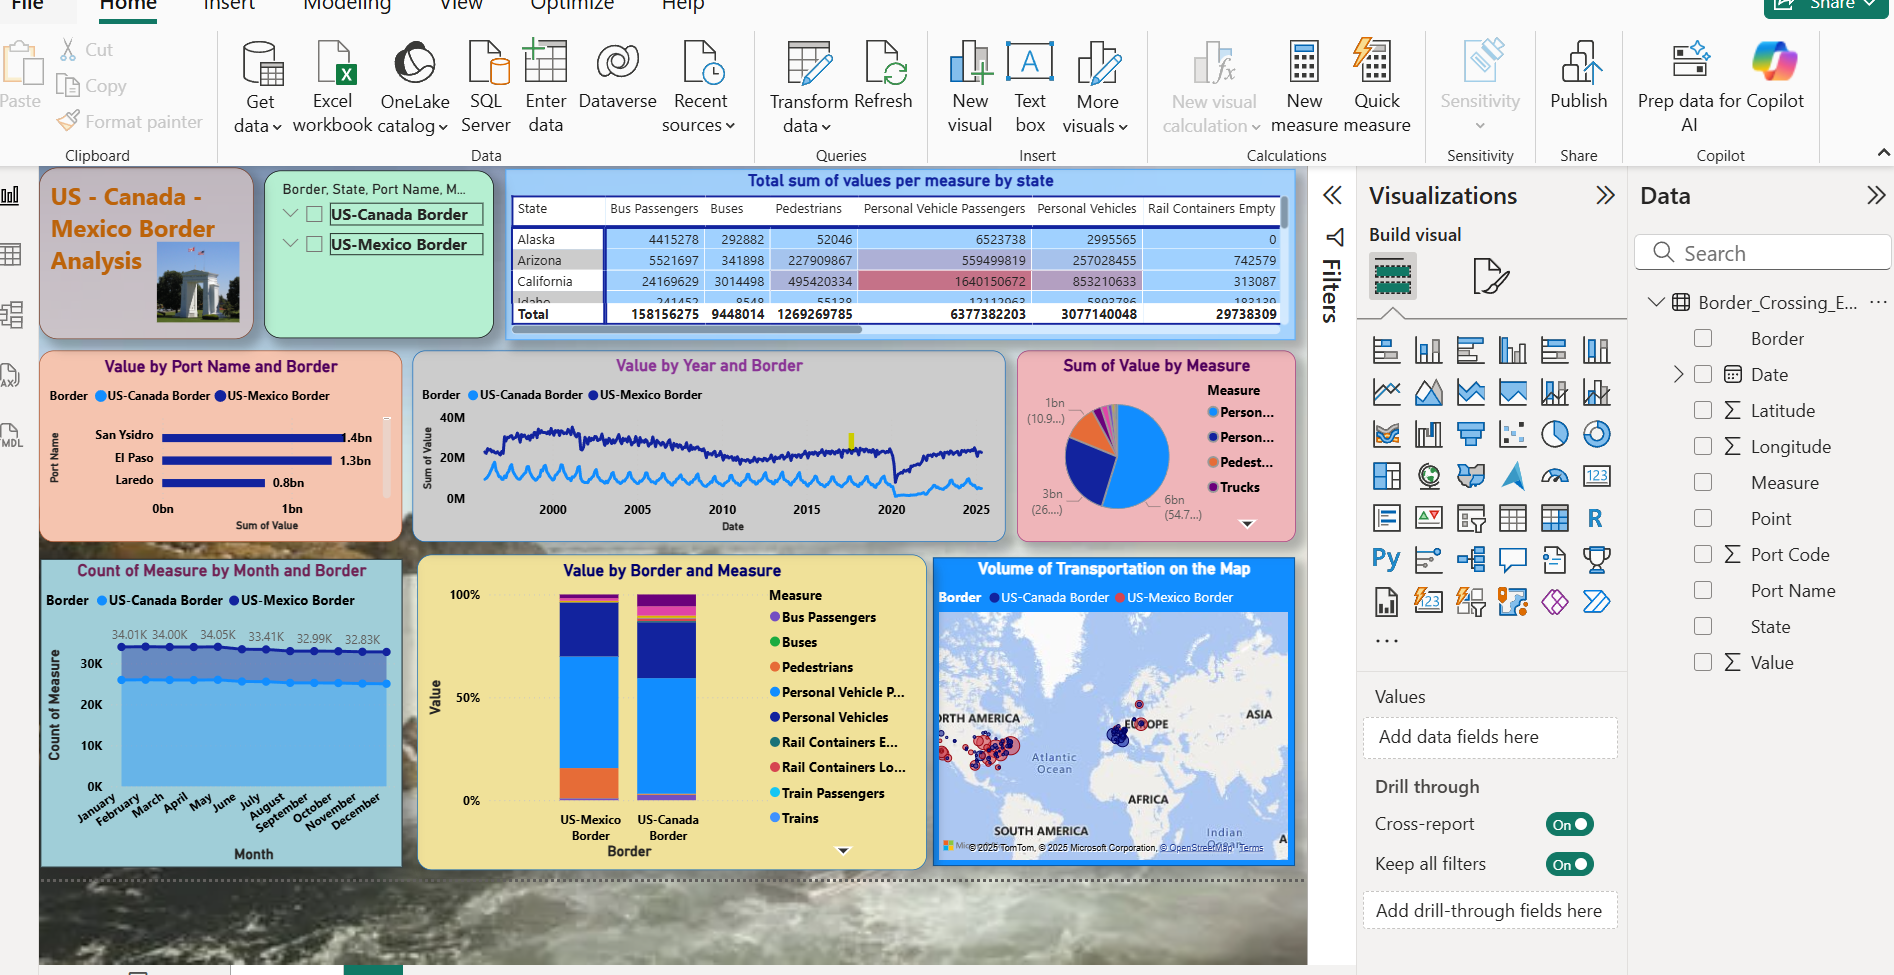 File Home Insert Modeling View Optimize Help
Share
Paste
Cut
Copy
Format painter
Clipboard
Get data
Excel workbook
OneLake catalog
SQL Server
Enter data
Dataverse
Recent sources
Data
Transform data
Refresh
Queries
New visual
Text box
More visuals
Insert
New visual calculation
New measure
Quick measure
Calculations
Sensitivity
Sensitivity
Publish
Share
Prep data for AI
Copilot
Copilot
US - Canada -
Mexico Border
Analysis
Border, State, Port Name, M...
US-Canada Border
US-Mexico Border
Total sum of values per measure by state
State Bus Passengers Buses Pedestrians Personal Vehicle Passengers Personal Vehicles Rail Containers Empty
Alaska 4415278 292882 52046 6523738 2995565 0
Arizona 5521697 341898 227909867 559499819 257028455 742579
California 24169629 3014498 495420334 1640150672 853210633 313087
Idaho 241452 8548 55138 12112963 5893786 183139
Total 158156275 9448014 1269269785 6377382203 3077140048 29738309
Value by Port Name and Border
Border US-Canada Border US-Mexico Border
Port Name
San Ysidro 1.4bn
El Paso 1.3bn
Laredo 0.8bn
0bn 1bn
Sum of Value
Value by Year and Border
Border US-Canada Border US-Mexico Border
Sum of Value
40M
20M
0M
2000 2005 2010 2015 2020 2025
Date
Sum of Value by Measure
1bn
(10.9...)
3bn
(26....)
6bn
(54.7...)
Measure
Person...
Person...
Pedest...
Trucks
Count of Measure by Month and Border
Border US-Canada Border US-Mexico Border
Count of Measure
34.01K 34.00K 34.05K 33.41K 32.99K 32.83K
30K
20K
10K
0K
January February March April May June July August September October November December
Month
Value by Border and Measure
Value
100%
50%
0%
US-Mexico Border
US-Canada Border
Border
Measure
Bus Passengers
Buses
Pedestrians
Personal Vehicle P...
Personal Vehicles
Rail Containers E...
Rail Containers Lo...
Train Passengers
Trains
Volume of Transportation on the Map
Border US-Canada Border US-Mexico Border
ORTH AMERICA
EUROPE
ASIA
Atlantic
Ocean
AFRICA
SOUTH AMERICA
Indian
A
© 2025 TomTom, © 2025 Microsoft Corporation, © OpenStreetMap Terms
Filters
Visualizations
Build visual
Values
Add data fields here
Drill through
Cross-report On
Keep all filters On
Add drill-through fields here
Data
Search
Border_Crossing_E...
Border
Date
Latitude
Longitude
Measure
Point
Port Code
Port Name
State
Value
123
R
Py
123